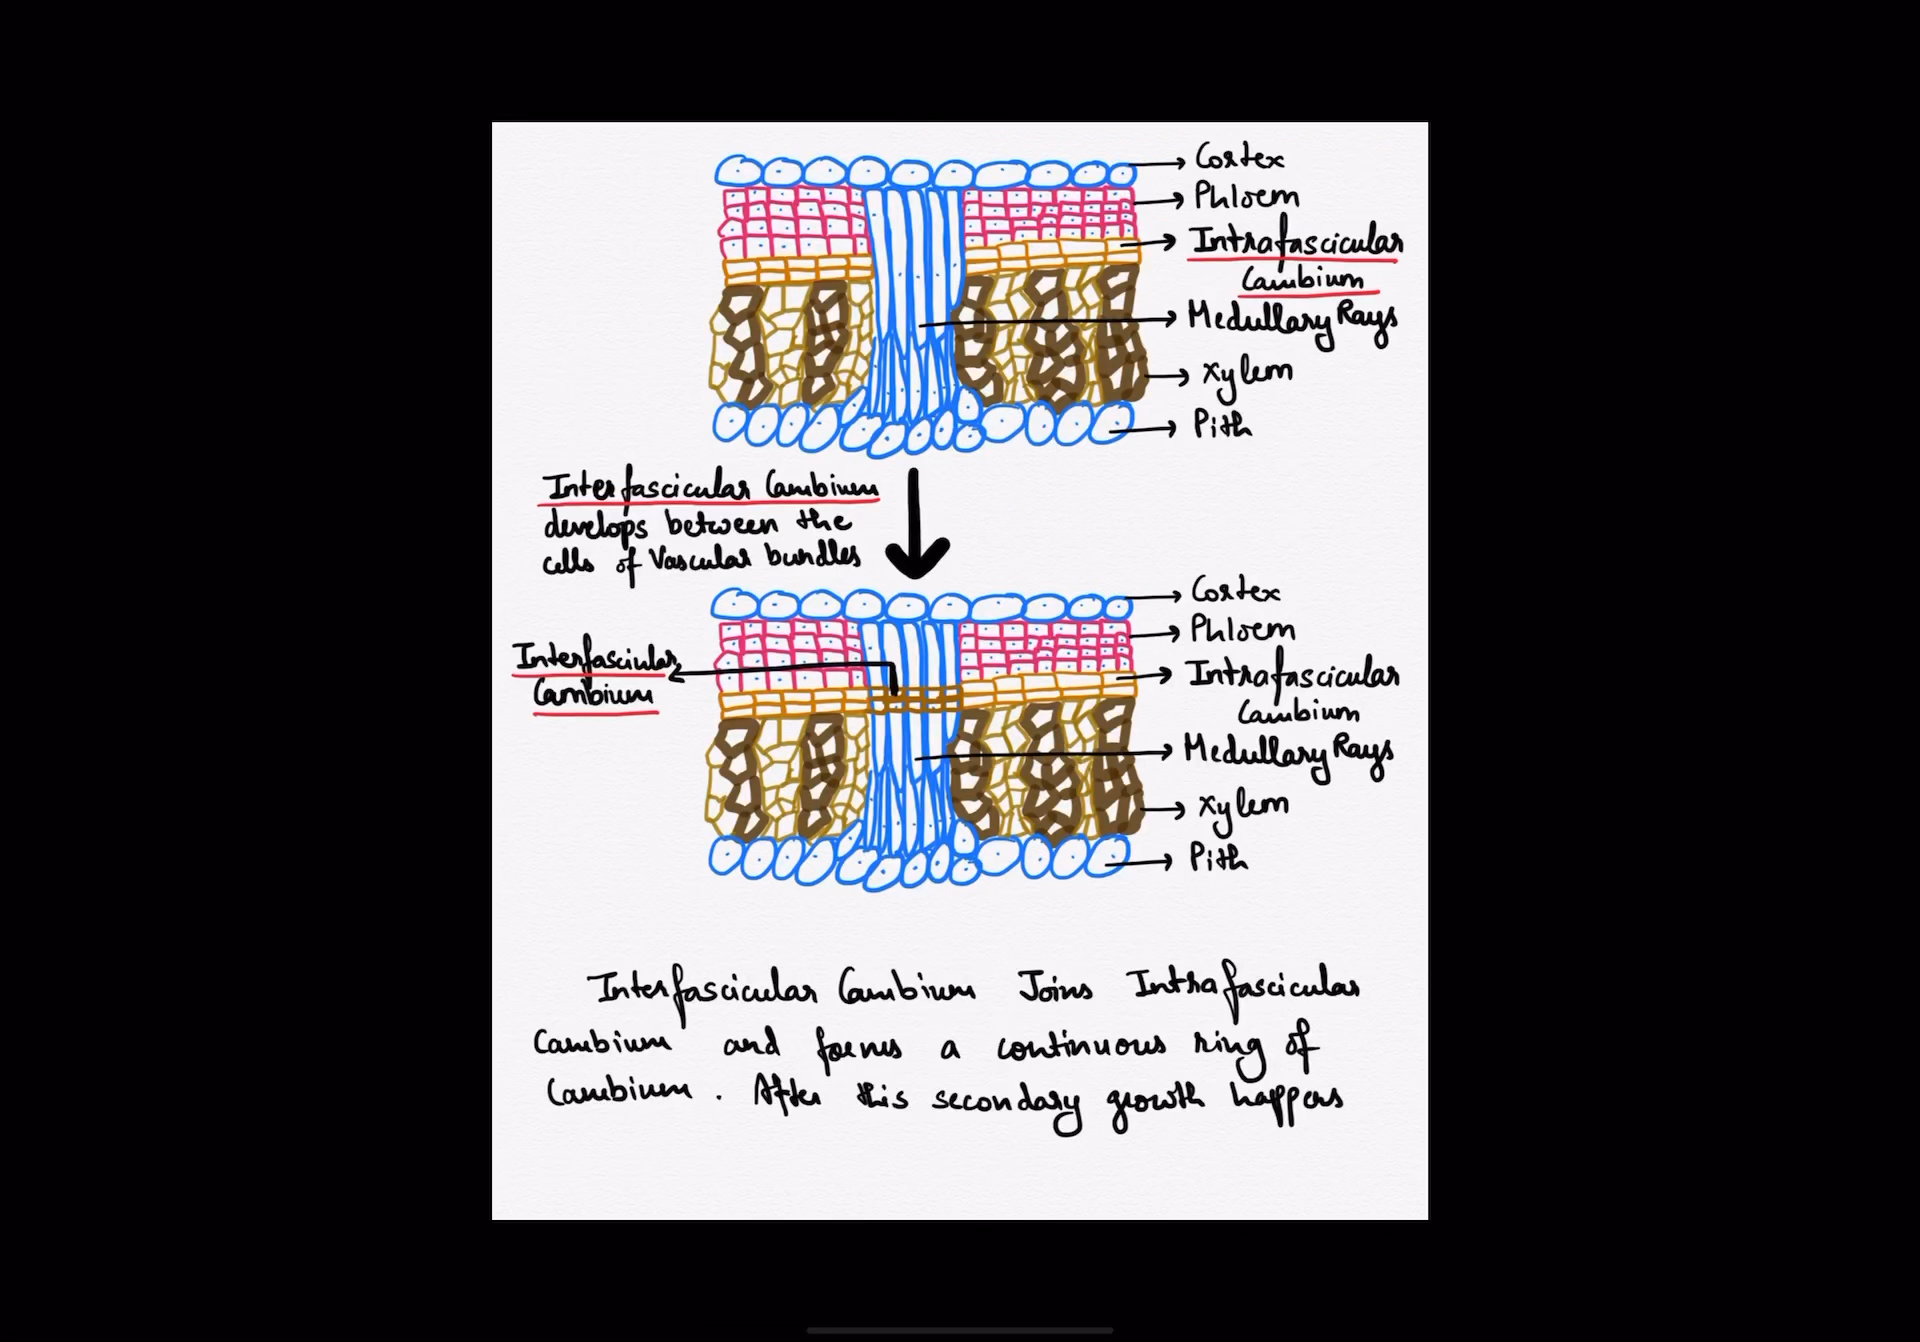 Cortex
Phloem
Intrafascicular
Cambium
Medullary Rays
xylem
Pith
Interfascicular Cambium
develops between the
cells of Vascular bundles
Cortex
Phloem
Interfascicular
Cambium
Intrafascicular
Cambium
Medullary Rays
xylem
Pith
Interfascicular Cambium Joins Intrafascicular
Cambium and forms a continuous ring of
Cambium. After this secondary growth happens